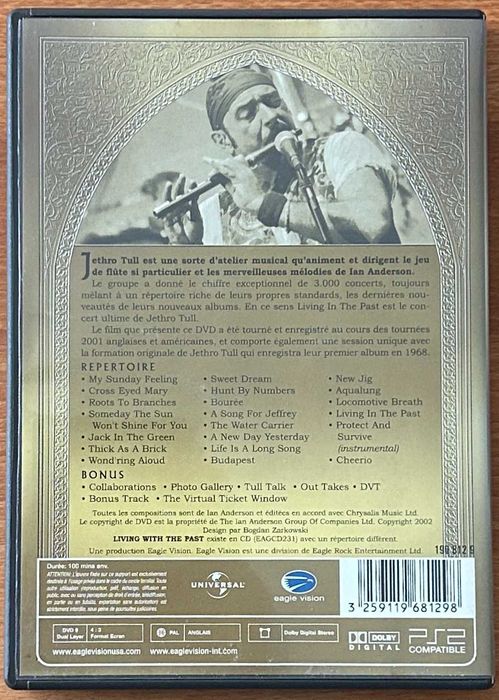 Jethro Tull est une sorte d'atelier musical qu'animent et dirigent le jeu
de flûte si particulier et les merveilleuses mélodies de Ian Anderson.
Le groupe a donné le chiffre exceptionnel de 3.000 concerts, toujours
mêlant à un répertoire riche de leurs propres standards, les dernières nou-
veautés de leurs nouveaux albums. En ce sens Living In The Past est le con-
cert ultime de Jethro Tull.
Le film que présente ce DVD a été tourné et enregistré au cours des tournées
2001 anglaises et américaines, et comporte également une session unique avec
la formation originale de Jethro Tull qui enregistra leur premier album en 1968.
REPERTOIRE
• My Sunday Feeling • Sweet Dream • New Jig
• Cross Eyed Mary • Hunt By Numbers • Aqualung
• Roots To Branches • Bourée • Locomotive Breath
• Someday The Sun • A Song For Jeffrey • Living In The Past
Won't Shine For You • The Water Carrier • Protect And
• Jack In The Green • A New Day Yesterday Survive
• Thick As A Brick • Life Is A Long Song (instrumental)
• Wond'ring Aloud • Budapest • Cheerio
BONUS
• Collaborations • Photo Gallery • Tull Talk • Out Takes • DVT
• Bonus Track • The Virtual Ticket Window
Toutes les compositions sont de Ian Anderson et éditées en accord avec Chrysalis Music Ltd.
Le copyright de DVD est la propriété de The Ian Anderson Group Of Companies Ltd. Copyright 2002
Design par Bogdan Zarkowski
LIVING WITH THE PAST existe en CD (EAGCD231) avec un répertoire différent.
Une production Eagle Vision. Eagle Vision est une division de Eagle Rock Entertainment Ltd.
Durée: 100 mins env.
UNIVERSAL
eagle vision
3 259119 681298
DVD 9
Dual Layer
4 : 3
Format Ecran
PAL
ANGLAIS
Dolby Digital Stereo
www.eaglevisionusa.com
www.eaglevision-int.com
DOLBY
DIGITAL
PS2
COMPATIBLE